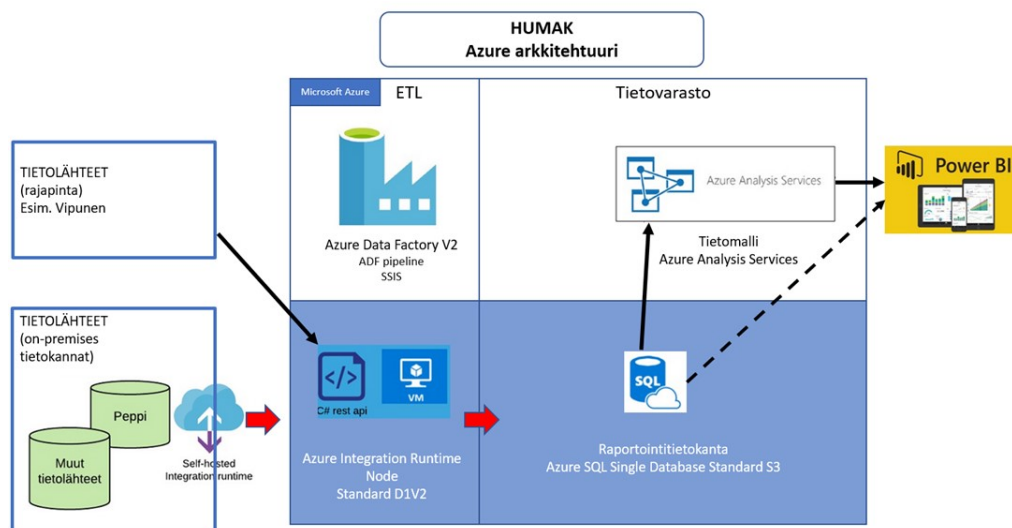 HUMAK
Azure arkkitehtuuri
Microsoft Azure
ETL
Tietovarasto
TIETOLÄHTEET
(rajapinta)
Esim. Vipunen
Azure Data Factory V2
ADF pipeline
SSIS
Azure Analysis Services
Tietomalli
Azure Analysis Services
Power BI
TIETOLÄHTEET
(on-premises
tietokannat)
Peppi
Muut
tietolähteet
Self-hosted
Integration runtime
C# rest api
VM
Azure Integration Runtime
Node
Standard D1V2
SQL
Raportointitietokanta
Azure SQL Single Database Standard S3